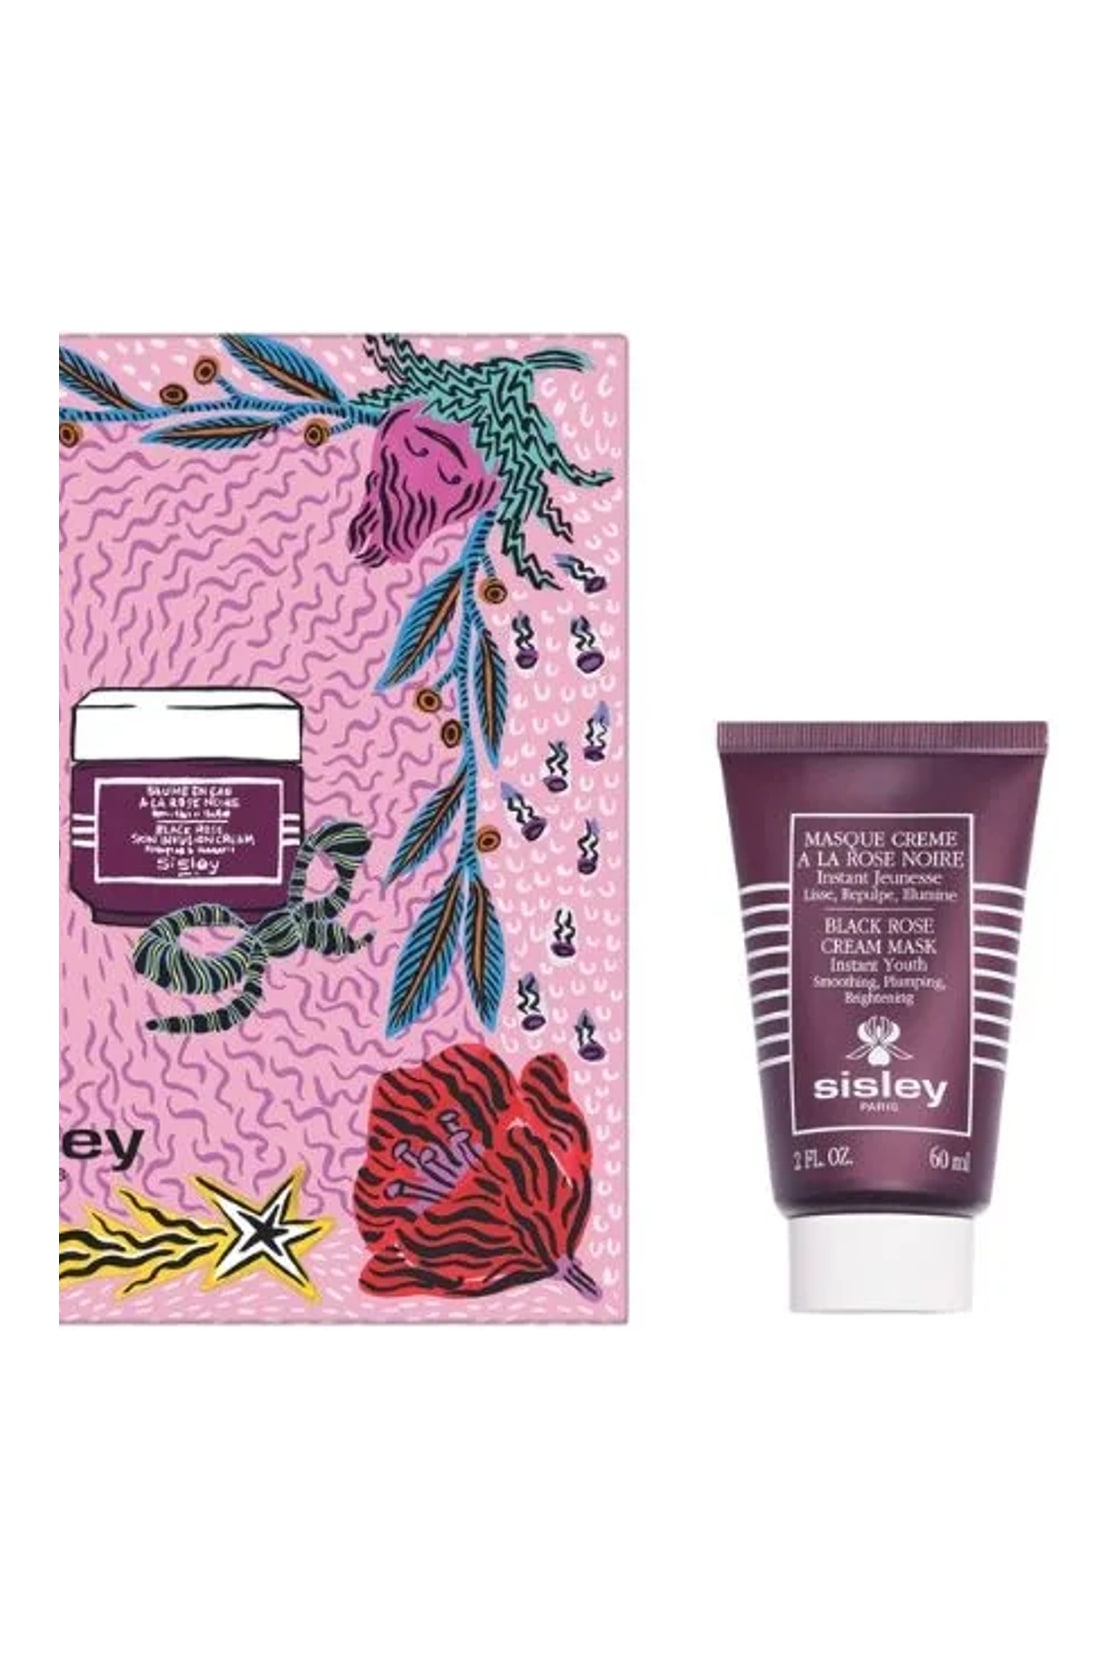 BAUME EN EAU
A LA ROSE NOIRE
BLACK ROSE
SKIN INFUSION CREAM
sisley
ey
MASQUE CREME
A LA ROSE NOIRE
Instant Jeunesse
Lisse, Repulpe, Illumine
BLACK ROSE
CREAM MASK
Instant Youth
Smoothing, Plumping,
Brightening
sisley
PARIS
2 FL. OZ. 60 ml